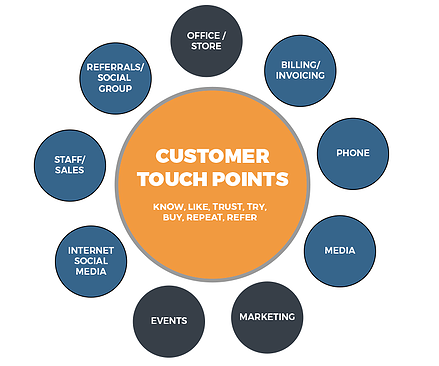 OFFICE /
STORE
BILLING/
INVOICING
PHONE
MEDIA
MARKETING
EVENTS
INTERNET
SOCIAL
MEDIA
STAFF/
SALES
REFERRALS/
SOCIAL
GROUP
CUSTOMER
TOUCH POINTS
KNOW, LIKE, TRUST, TRY,
BUY, REPEAT, REFER